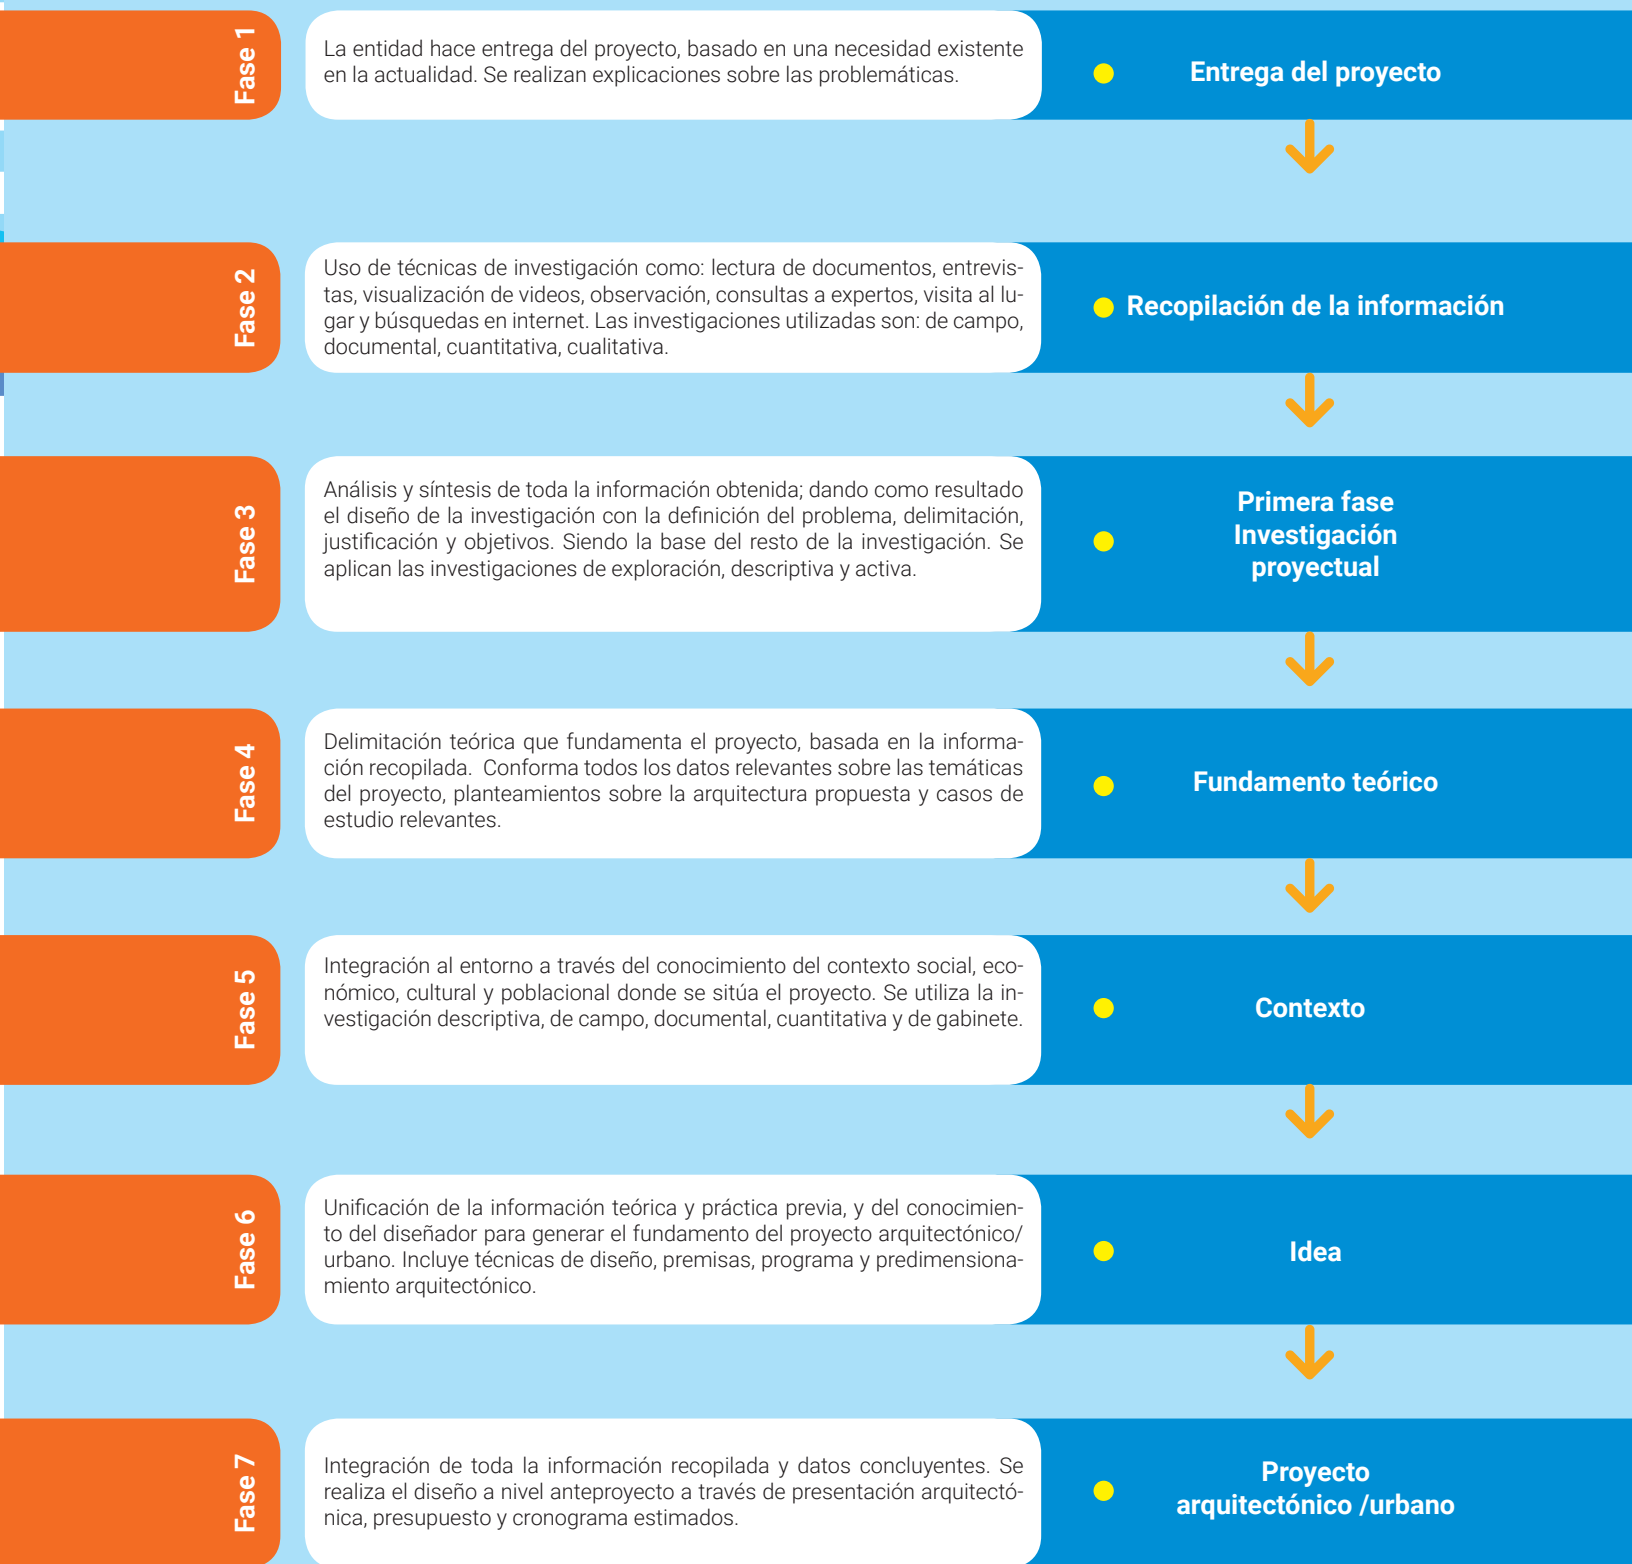 Fase 1
La entidad hace entrega del proyecto, basado en una necesidad existente
en la actualidad. Se realizan explicaciones sobre las problemáticas.
Entrega del proyecto
Fase 2
Uso de técnicas de investigación como: lectura de documentos, entrevis-
tas, visualización de videos, observación, consultas a expertos, visita al lu-
gar y búsquedas en internet. Las investigaciones utilizadas son: de campo,
documental, cuantitativa, cualitativa.
Recopilación de la información
Fase 3
Análisis y síntesis de toda la información obtenida; dando como resultado
el diseño de la investigación con la definición del problema, delimitación,
justificación y objetivos. Siendo la base del resto de la investigación. Se
aplican las investigaciones de exploración, descriptiva y activa.
Primera fase
Investigación
proyectual
Fase 4
Delimitación teórica que fundamenta el proyecto, basada en la informa-
ción recopilada. Conforma todos los datos relevantes sobre las temáticas
del proyecto, planteamientos sobre la arquitectura propuesta y casos de
estudio relevantes.
Fundamento teórico
Fase 5
Integración al entorno a través del conocimiento del contexto social, eco-
nómico, cultural y poblacional donde se sitúa el proyecto. Se utiliza la in-
vestigación descriptiva, de campo, documental, cuantitativa y de gabinete.
Contexto
Fase 6
Unificación de la información teórica y práctica previa, y del conocimien-
to del diseñador para generar el fundamento del proyecto arquitectónico/
urbano. Incluye técnicas de diseño, premisas, programa y predimensiona-
miento arquitectónico.
Idea
Fase 7
Integración de toda la información recopilada y datos concluyentes. Se
realiza el diseño a nivel anteproyecto a través de presentación arquitectó-
nica, presupuesto y cronograma estimados.
Proyecto
arquitectónico /urbano